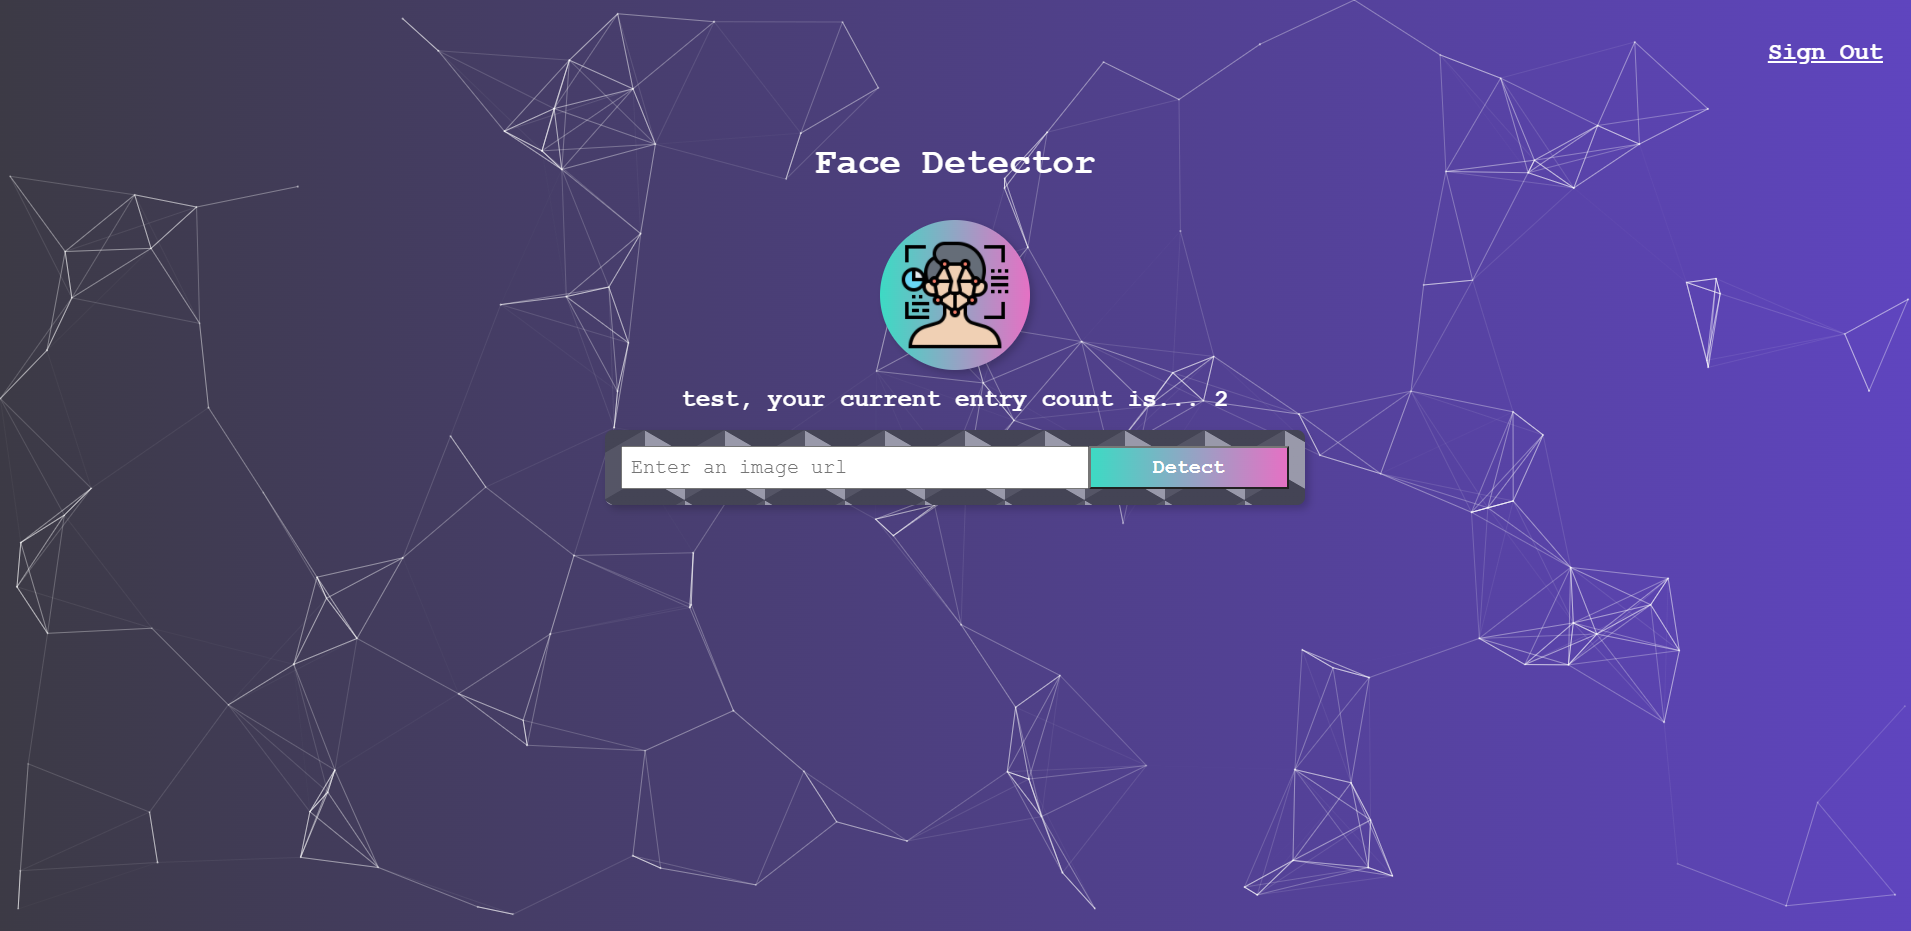 Sign Out
Face Detector
test, your current entry count is... 2
Enter an image url
Detect